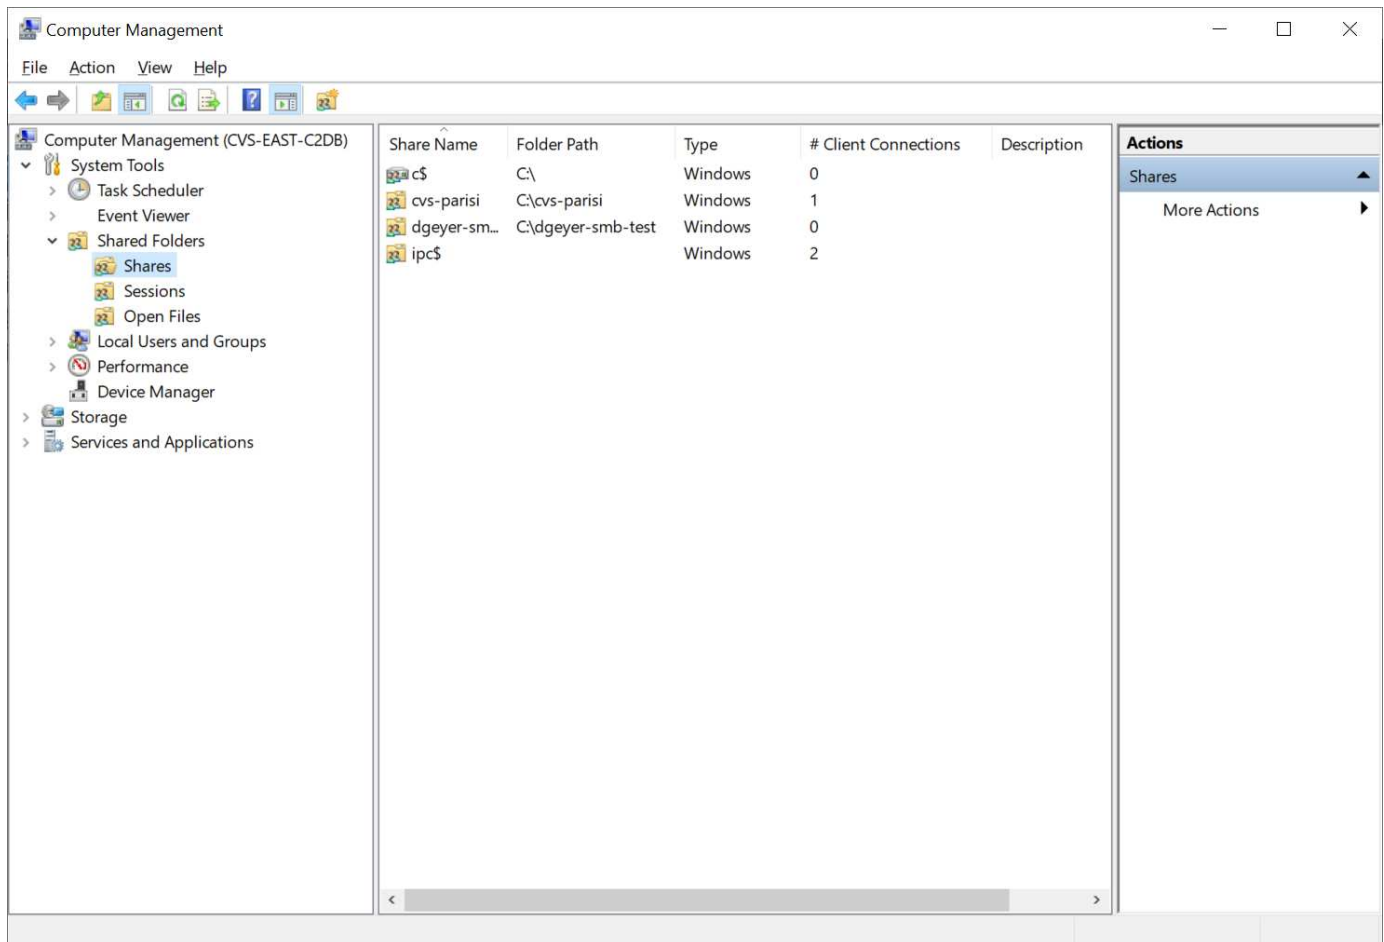 Computer Management
File Action View Help
Computer Management (CVS-EAST-C2DB)
System Tools
Task Scheduler
Event Viewer
Shared Folders
Shares
Sessions
Open Files
Local Users and Groups
Performance
Device Manager
Storage
Services and Applications
Share Name Folder Path Type # Client Connections Description
c$ C:\ Windows 0
cvs-parisi C:\cvs-parisi Windows 1
dgeyer-sm... C:\dgeyer-smb-test Windows 0
ipc$ Windows 2
Actions
Shares
More Actions